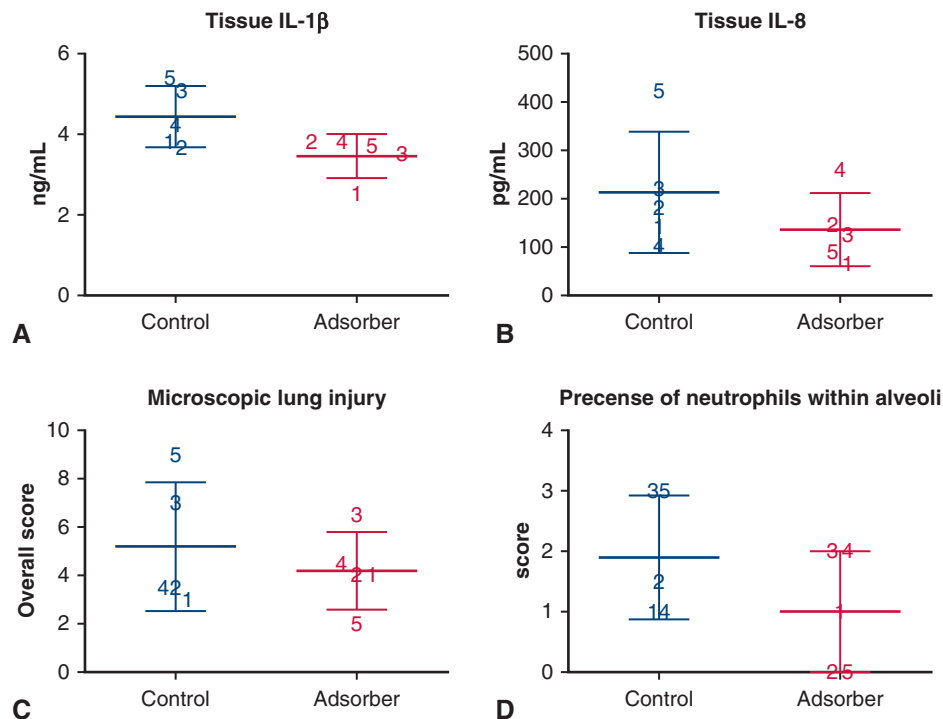 Tissue IL-1β
6
4
2
0
ng/mL
5
3
4
1 2
2 4 5 3
1
Control Adsorber
A
Tissue IL-8
500
400
300
200
100
0
pg/mL
5
3
2
1
4
4
2
3
5
1
Control Adsorber
B
Microscopic lung injury
10
8
6
4
2
0
Overall score
5
3
42
1
3
4
2 1
5
Control Adsorber
C
Precense of neutrophils within alveoli
4
3
2
1
0
score
35
2
14
34
1
25
Control Adsorber
D